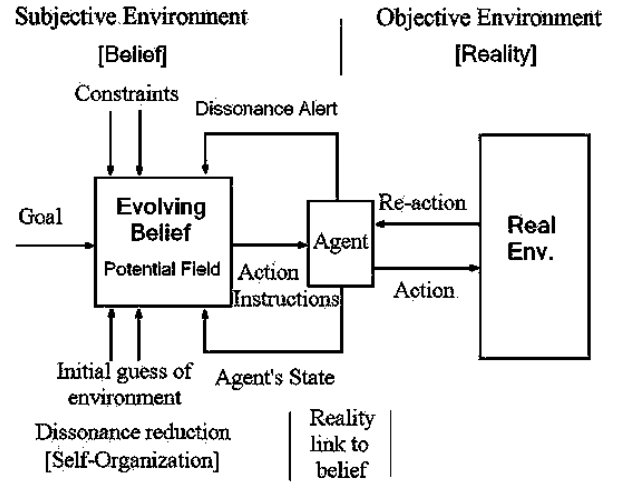 Subjective Environment
[Belief]
Objective Environment
[Reality]
Constraints
Dissonance Alert
Goal
Evolving
Belief
Potential Field
Action
Instructions
Agent
Re-action
Action
Real
Env.
Initial guess of
environment
Agent's State
Dissonance reduction
[Self-Organization]
Reality
link to
belief